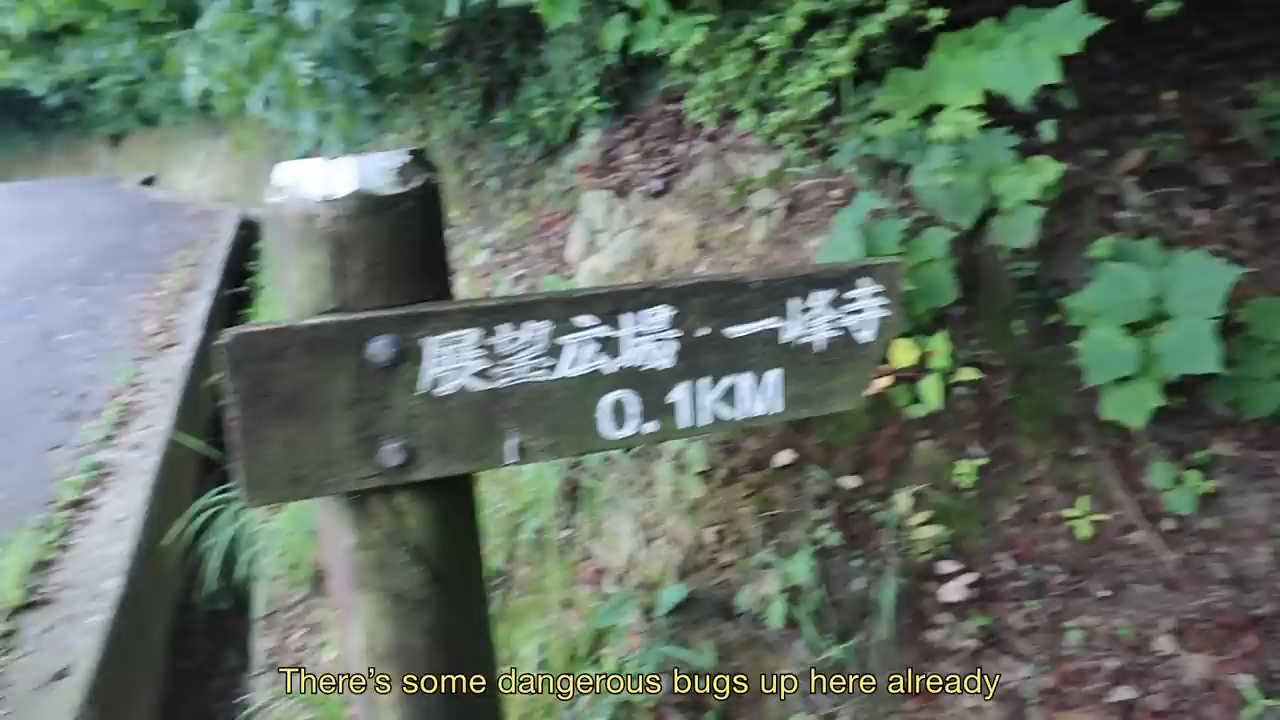 展望広場・一峰寺
0.1KM
There's some dangerous bugs up here already